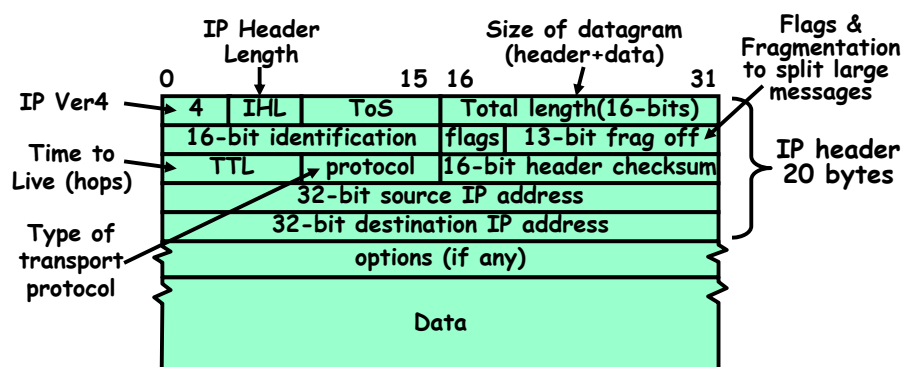 IP Header
Length
Size of datagram
(header+data)
Flags &
Fragmentation
to split large
messages
0
15
16
31
IP Ver4
4
IHL
ToS
Total length(16-bits)
16-bit identification
flags
13-bit frag off
Time to
Live (hops)
TTL
protocol
16-bit header checksum
IP header
20 bytes
32-bit source IP address
32-bit destination IP address
Type of
transport
protocol
options (if any)
Data